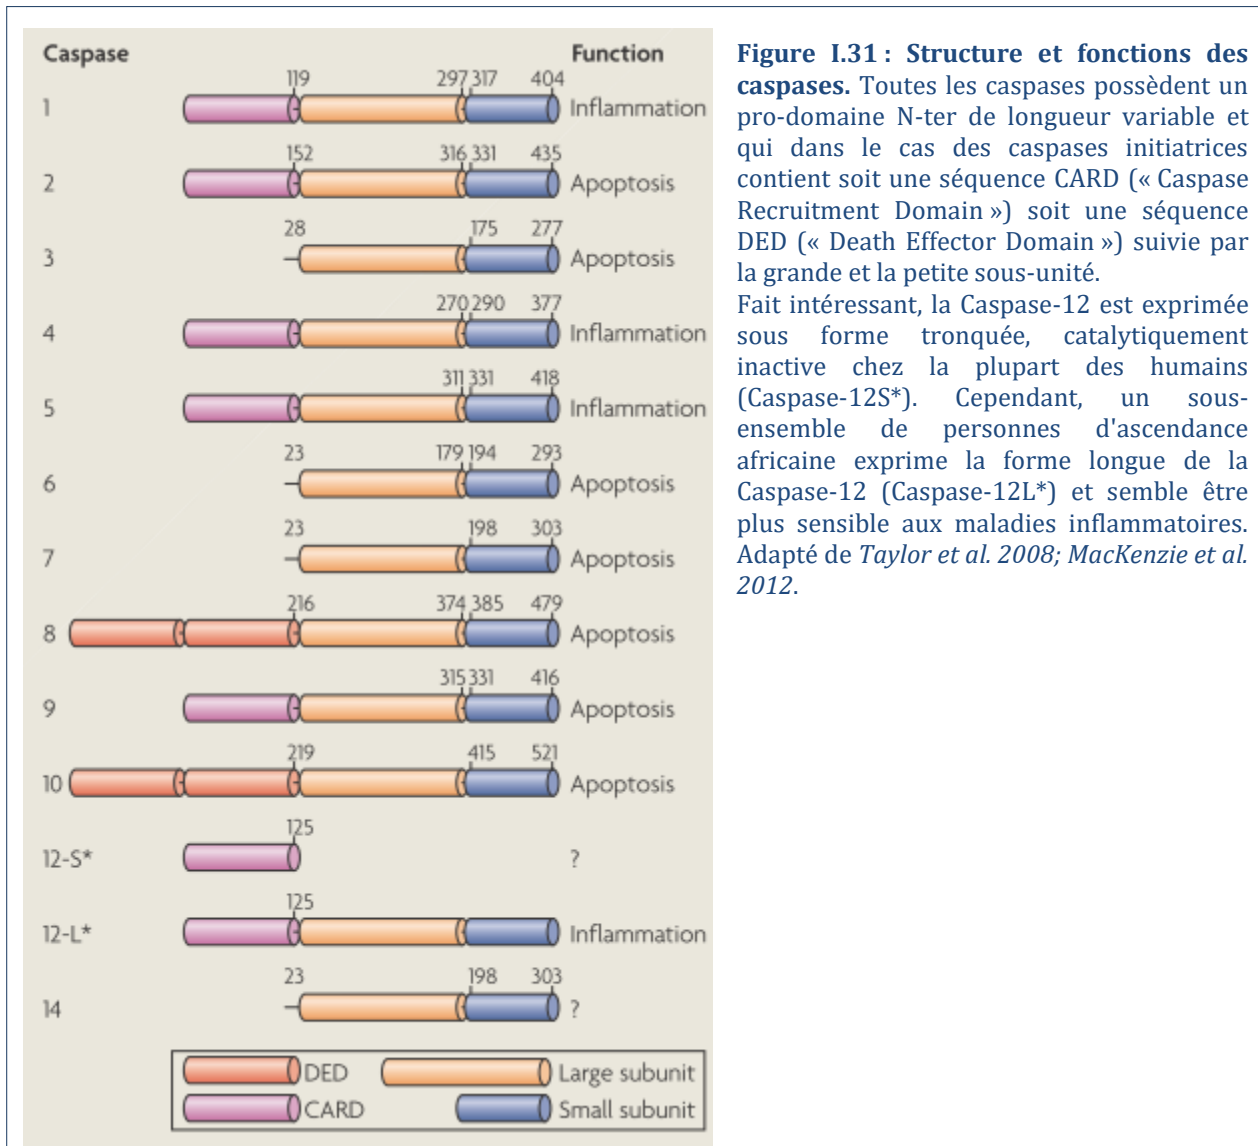 Caspase
Function
119 297 317 404
1 Inflammation
152 316 331 435
2 Apoptosis
28 175 277
3 Apoptosis
270 290 377
4 Inflammation
311 331 418
5 Inflammation
23 179 194 293
6 Apoptosis
23 198 303
7 Apoptosis
216 374 385 479
8 Apoptosis
315 331 416
9 Apoptosis
219 415 521
10 Apoptosis
125
12-S* ?
125
12-L* Inflammation
23 198 303
14 ?
DED Large subunit
CARD Small subunit
Figure I.31 : Structure et fonctions des
caspases. Toutes les caspases possèdent un
pro-domaine N-ter de longueur variable et
qui dans le cas des caspases initiatrices
contient soit une séquence CARD (« Caspase
Recruitment Domain ») soit une séquence
DED (« Death Effector Domain ») suivie par
la grande et la petite sous-unité.
Fait intéressant, la Caspase-12 est exprimée
sous forme tronquée, catalytiquement
inactive chez la plupart des humains
(Caspase-12S*). Cependant, un sous-
ensemble de personnes d'ascendance
africaine exprime la forme longue de la
Caspase-12 (Caspase-12L*) et semble être
plus sensible aux maladies inflammatoires.
Adapté de Taylor et al. 2008; MacKenzie et al.
2012.